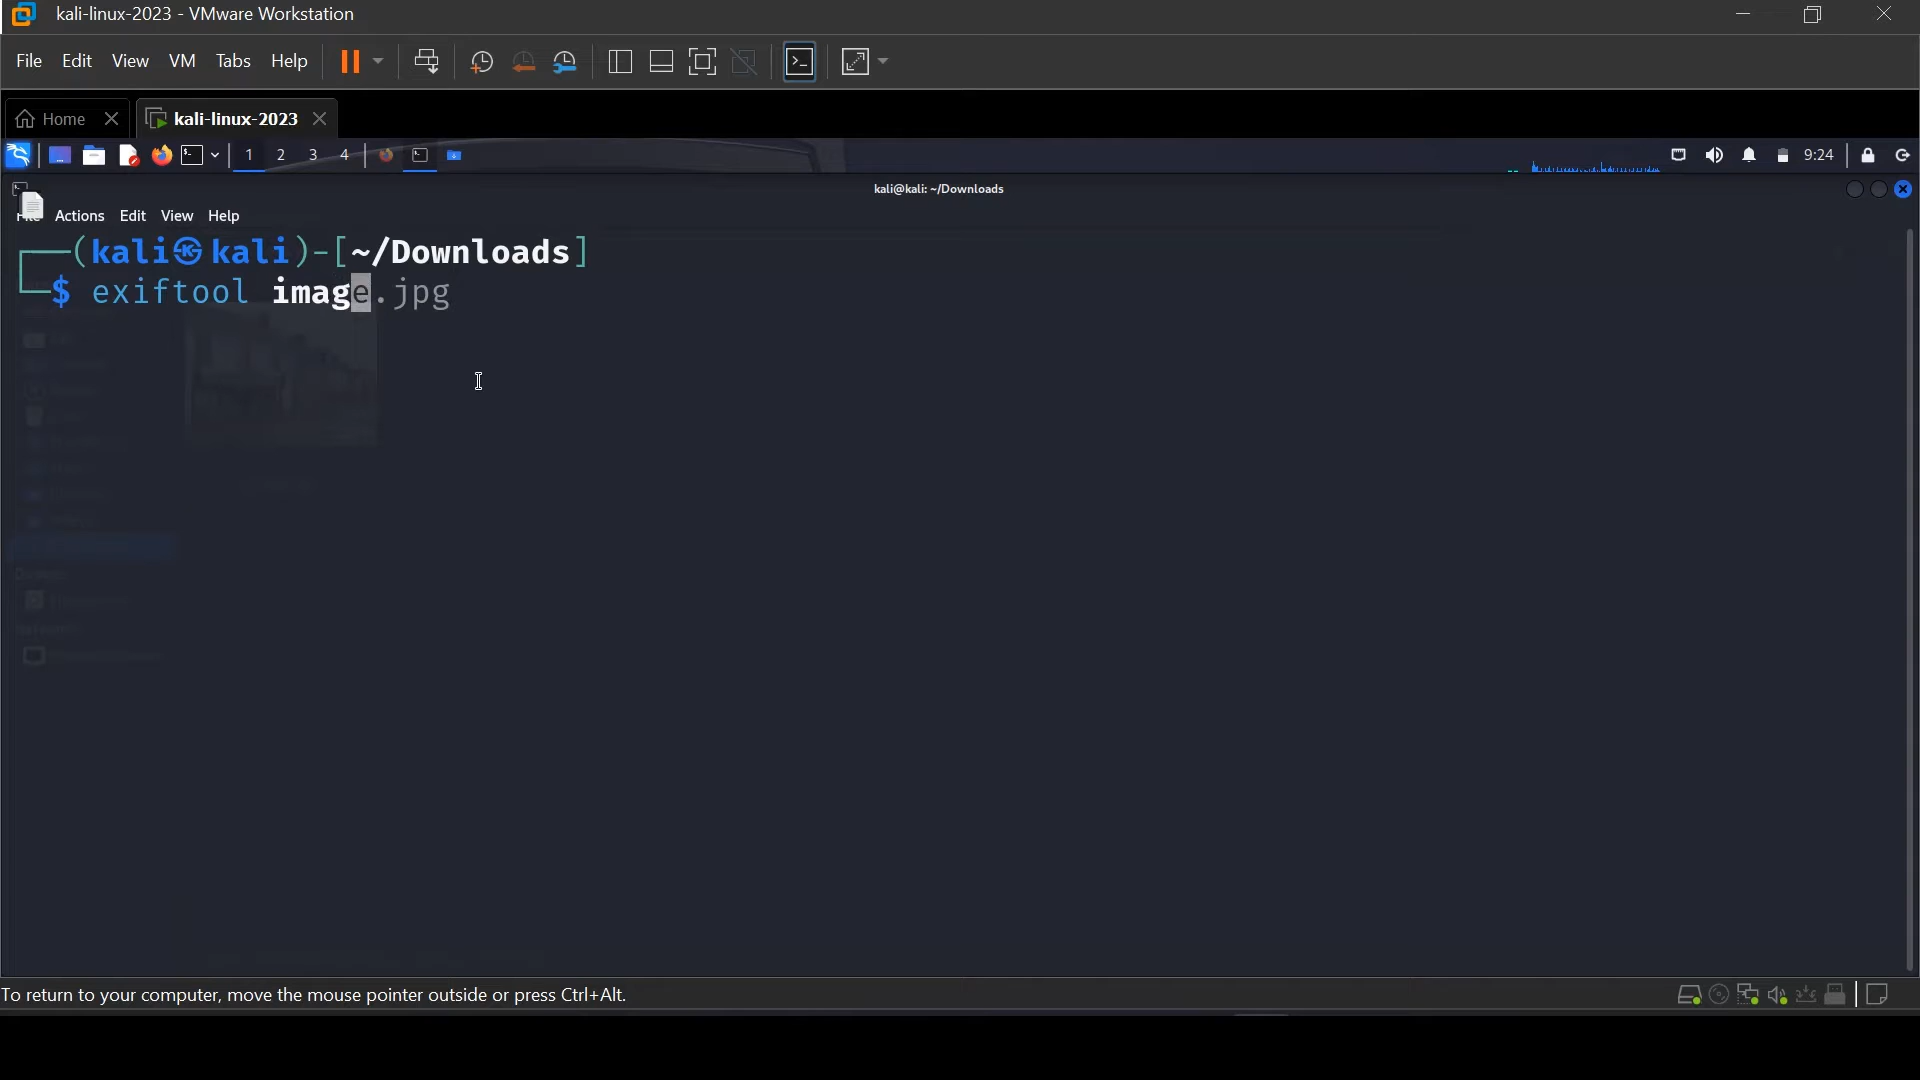 kali-linux-2023 - VMware Workstation
File Edit View VM Tabs Help
Home kali-linux-2023
1 2 3 4 9:24
kali@kali: ~/Downloads
Actions Edit View Help
(kali㉿kali)-[~/Downloads]
$ exiftool image.jpg
To return to your computer, move the mouse pointer outside or press Ctrl+Alt.